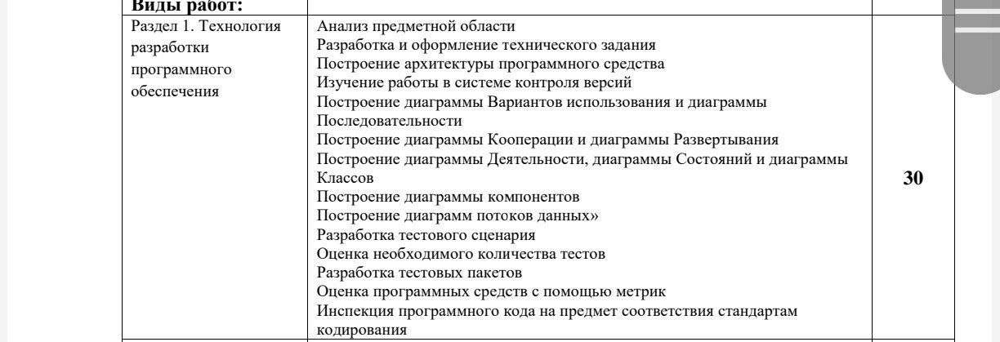 Виды работ:
Раздел 1. Технология
разработки
программного
обеспечения
Анализ предметной области
Разработка и оформление технического задания
Построение архитектуры программного средства
Изучение работы в системе контроля версий
Построение диаграммы Вариантов использования и диаграммы
Последовательности
Построение диаграммы Кооперации и диаграммы Развертывания
Построение диаграммы Деятельности, диаграммы Состояний и диаграммы
Классов
Построение диаграммы компонентов
Построение диаграмм потоков данных»
Разработка тестового сценария
Оценка необходимого количества тестов
Разработка тестовых пакетов
Оценка программных средств с помощью метрик
Инспекция программного кода на предмет соответствия стандартам
кодирования
30